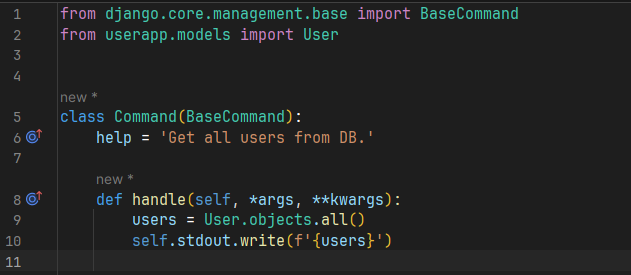 1 from django.core.management.base import BaseCommand
2 from userapp.models import User
3
4
new *
5 class Command(BaseCommand):
6 help = 'Get all users from DB.'
7
new *
8 def handle(self, *args, **kwargs):
9 users = User.objects.all()
10 self.stdout.write(f'{users}')
11